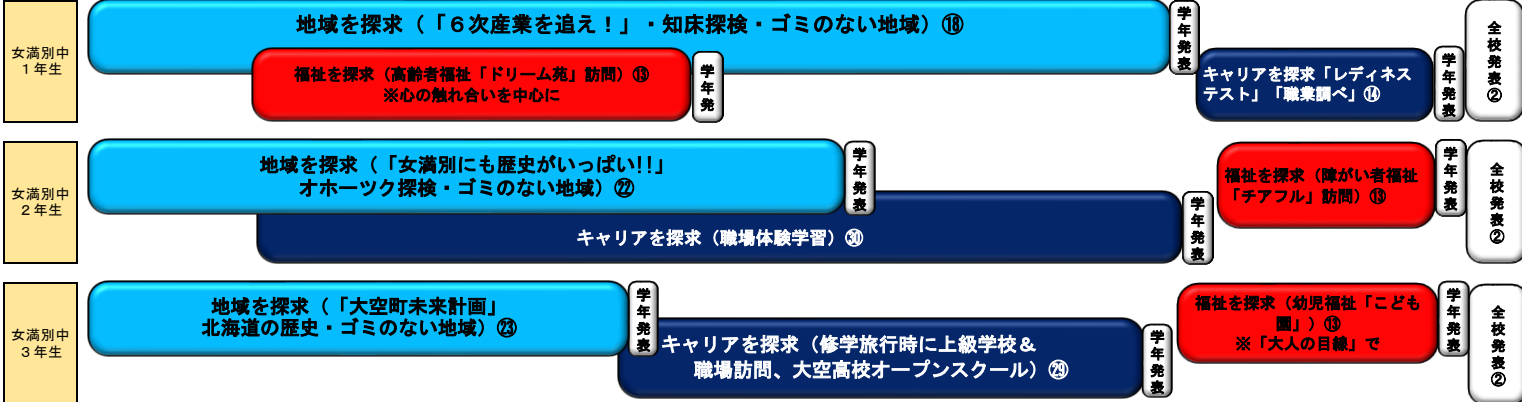 女満別中
１年生
地域を探求（「６次産業を追え！」・知床探検・ゴミのない地域）⑱
学年発表
福祉を探求（高齢者福祉「ドリーム苑」訪問）⑬
※心の触れ合いを中心に
学年発
キャリアを探求「レディネス
テスト」「職業調べ」⑭
学年発表
全校発表②
女満別中
２年生
地域を探求（「女満別にも歴史がいっぱい!!」
オホーツク探検・ゴミのない地域）㉒
学年発表
キャリアを探求（職場体験学習）㉚
学年発表
福祉を探求（障がい者福祉
「チアフル」訪問）⑬
学年発表
全校発表②
女満別中
３年生
地域を探求（「大空町未来計画」
北海道の歴史・ゴミのない地域）㉓
学年発表
キャリアを探求（修学旅行時に上級学校＆
職場訪問、大空高校オープンスクール）㉙
学年発表
福祉を探求（幼児福祉「こども
園」）⑬
※「大人の目線」で
学年発表
全校発表②